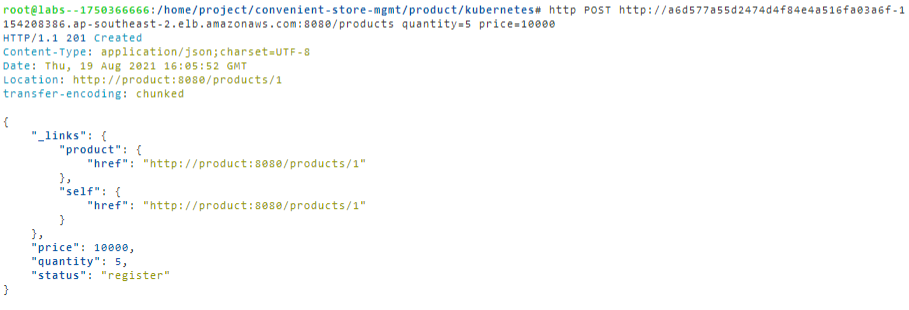 root@labs--1750366666:/home/project/convenient-store-mgmt/product/kubernetes# http POST http://a6d577a55d2474d4f84e4a516fa03a6f-1
154208386.ap-southeast-2.elb.amazonaws.com:8080/products quantity=5 price=10000
HTTP/1.1 201 Created
Content-Type: application/json;charset=UTF-8
Date: Thu, 19 Aug 2021 16:05:52 GMT
Location: http://product:8080/products/1
transfer-encoding: chunked
{
    "_links": {
        "product": {
            "href": "http://product:8080/products/1"
        },
        "self": {
            "href": "http://product:8080/products/1"
        }
    },
    "price": 10000,
    "quantity": 5,
    "status": "register"
}